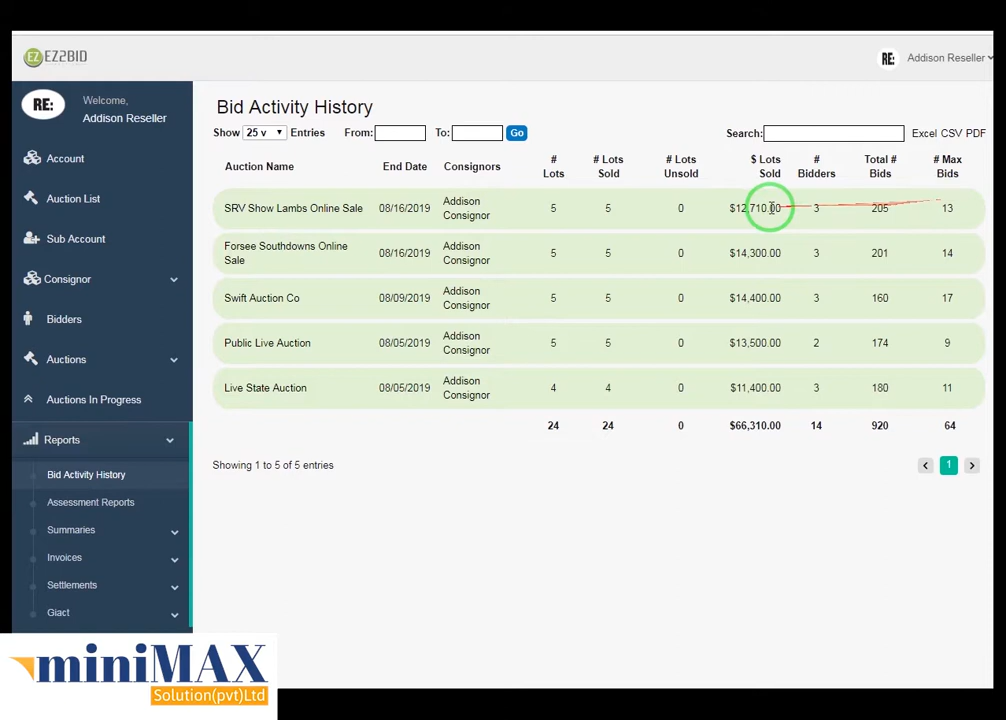 EZ EZ2BID
RE: Addison Reseller
RE: Welcome,
Addison Reseller
Account
Auction List
Sub Account
Consignor
Bidders
Auctions
Auctions In Progress
Reports
Bid Activity History
Assessment Reports
Summaries
Invoices
Settlements
Giact
Bid Activity History
Show 25 v Entries From: To: Go Search: Excel CSV PDF
Auction Name End Date Consignors # Lots # Lots Sold # Lots Unsold $ Lots Sold # Bidders Total # Bids # Max Bids
SRV Show Lambs Online Sale 08/16/2019 Addison Consignor 5 5 0 $12,710.00 3 205 13
Forsee Southdowns Online Sale 08/16/2019 Addison Consignor 5 5 0 $14,300.00 3 201 14
Swift Auction Co 08/09/2019 Addison Consignor 5 5 0 $14,400.00 3 160 17
Public Live Auction 08/05/2019 Addison Consignor 5 5 0 $13,500.00 2 174 9
Live State Auction 08/05/2019 Addison Consignor 4 4 0 $11,400.00 3 180 11
24 24 0 $66,310.00 14 920 64
Showing 1 to 5 of 5 entries
1
miniMAX
Solution(pvt)Ltd